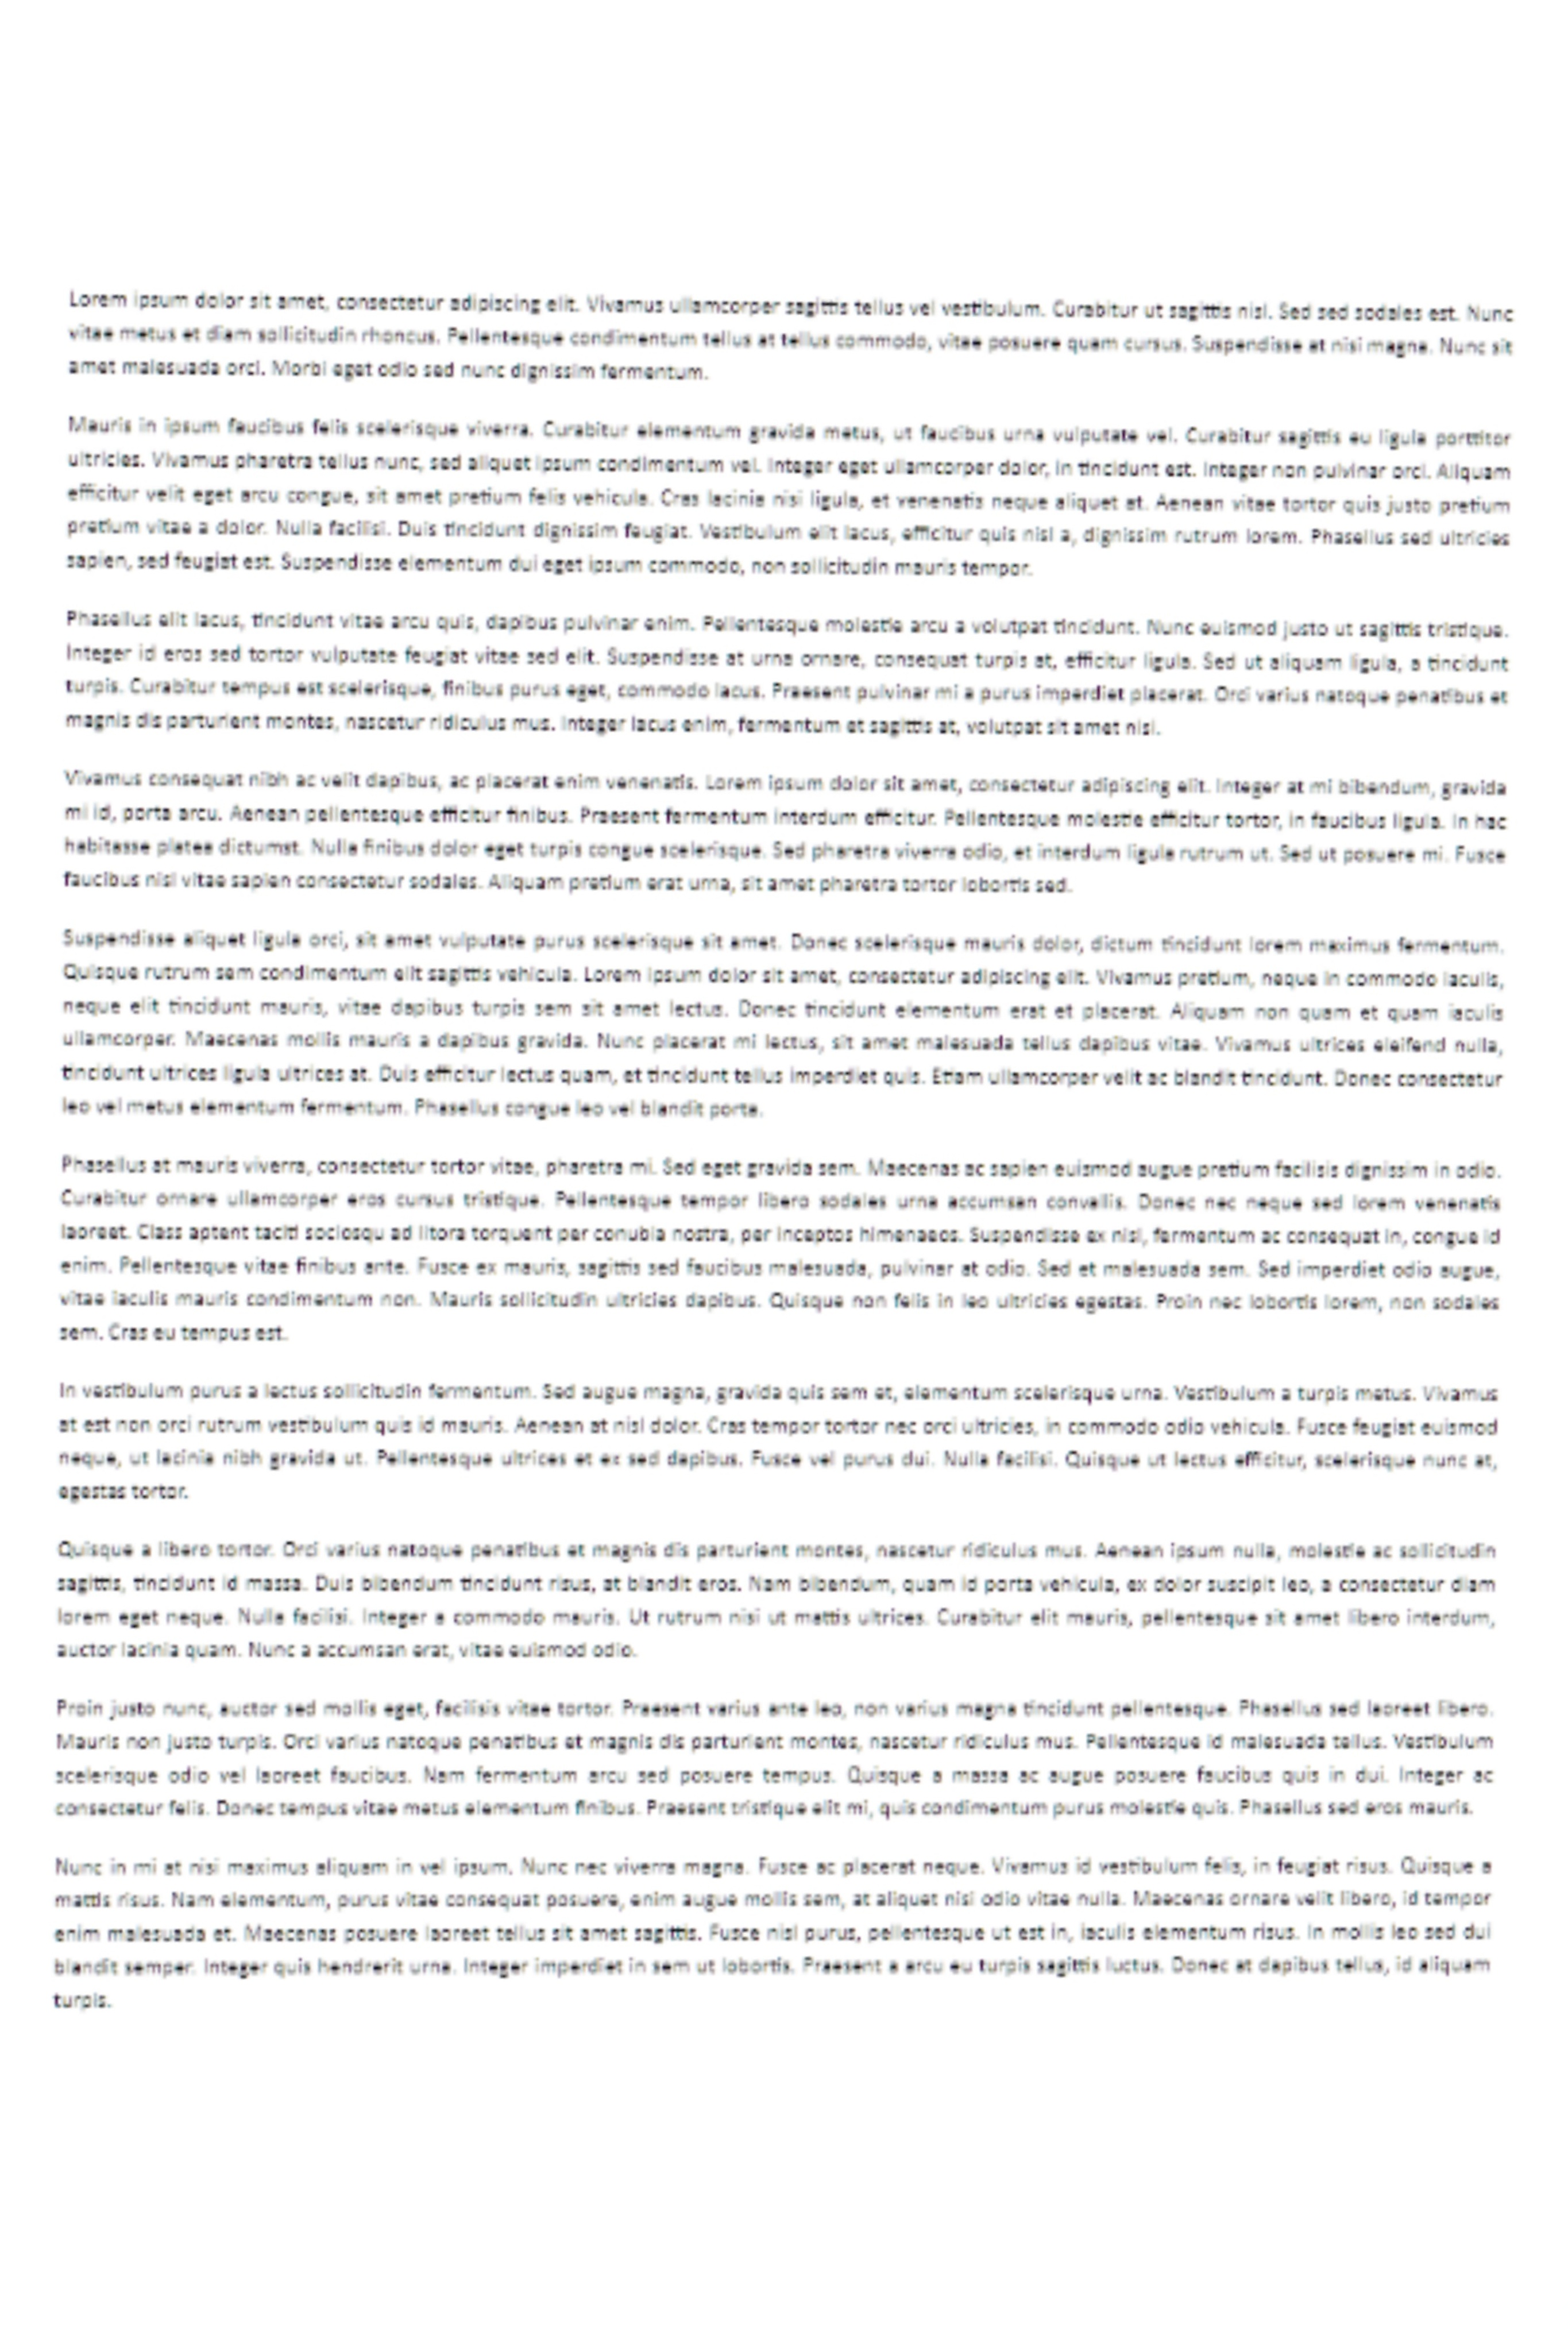 Lorem ipsum dolor sit amet, consectetur adipiscing elit. Vivamus ullamcorper sagittis tellus vel vestibulum. Curabitur ut sagittis nisl. Sed sed sodales est. Nunc
vitae metus et diam sollicitudin rhoncus. Pellentesque condimentum tellus at tellus commodo, vitae posuere quam cursus. Suspendisse at nisi magna. Nunc sit
amet malesuada orci. Morbi eget odio sed nunc dignissim fermentum.
Mauris in ipsum faucibus felis scelerisque viverra. Curabitur elementum gravida metus, ut faucibus urna vulputate vel. Curabitur sagittis eu ligula porttitor
ultricies. Vivamus pharetra tellus nunc, sed aliquet ipsum condimentum vel. Integer eget ullamcorper dolor, in tincidunt est. Integer non pulvinar orci. Aliquam
efficitur velit eget arcu congue, sit amet pretium felis vehicula. Cras lacinia nisi ligula, et venenatis neque aliquet at. Aenean vitae tortor quis justo pretium
pretium vitae a dolor. Nulla facilisi. Duis tincidunt dignissim feugiat. Vestibulum elit lacus, efficitur quis nisl a, dignissim rutrum lorem. Phasellus sed ultricies
sapien, sed feugiat est. Suspendisse elementum dui eget ipsum commodo, non sollicitudin mauris tempor.
Phasellus elit lacus, tincidunt vitae arcu quis, dapibus pulvinar enim. Pellentesque molestie arcu a volutpat tincidunt. Nunc euismod justo ut sagittis tristique.
Integer id eros sed tortor vulputate feugiat vitae sed elit. Suspendisse at urna ornare, consequat turpis at, efficitur ligula. Sed ut aliquam ligula, a tincidunt
turpis. Curabitur tempus est scelerisque, finibus purus eget, commodo lacus. Praesent pulvinar mi a purus imperdiet placerat. Orci varius natoque penatibus et
magnis dis parturient montes, nascetur ridiculus mus. Integer lacus enim, fermentum et sagittis at, volutpat sit amet nisl.
Vivamus consequat nibh ac velit dapibus, ac placerat enim venenatis. Lorem ipsum dolor sit amet, consectetur adipiscing elit. Integer at mi bibendum, gravida
mi id, porta arcu. Aenean pellentesque efficitur finibus. Praesent fermentum interdum efficitur. Pellentesque molestie efficitur tortor, in faucibus ligula. In hac
habitasse platea dictumst. Nulla finibus dolor eget turpis congue scelerisque. Sed pharetra viverra odio, et interdum ligula rutrum ut. Sed ut posuere mi. Fusce
faucibus nisl vitae sapien consectetur sodales. Aliquam pretium erat urna, sit amet pharetra tortor lobortis sed.
Suspendisse aliquet ligula orci, sit amet vulputate purus scelerisque sit amet. Donec scelerisque mauris dolor, dictum tincidunt lorem maximus fermentum.
Quisque rutrum sem condimentum elit sagittis vehicula. Lorem ipsum dolor sit amet, consectetur adipiscing elit. Vivamus pretium, neque in commodo iaculis,
neque elit tincidunt mauris, vitae dapibus turpis sem sit amet lectus. Donec tincidunt elementum erat et placerat. Aliquam non quam et quam iaculis
ullamcorper. Maecenas mollis mauris a dapibus gravida. Nunc placerat mi lectus, sit amet malesuada tellus dapibus vitae. Vivamus ultrices eleifend nulla,
tincidunt ultrices ligula ultrices at. Duis efficitur lectus quam, et tincidunt tellus imperdiet quis. Etiam ullamcorper velit ac blandit tincidunt. Donec consectetur
leo vel metus elementum fermentum. Phasellus congue leo vel blandit porta.
Phasellus at mauris viverra, consectetur tortor vitae, pharetra mi. Sed eget gravida sem. Maecenas ac sapien euismod augue pretium facilisis dignissim in odio.
Curabitur ornare ullamcorper eros cursus tristique. Pellentesque tempor libero sodales urna accumsan convallis. Donec nec neque sed lorem venenatis
laoreet. Class aptent taciti sociosqu ad litora torquent per conubia nostra, per inceptos himenaeos. Suspendisse ex nisl, fermentum ac consequat in, congue id
enim. Pellentesque vitae finibus ante. Fusce ex mauris, sagittis sed faucibus malesuada, pulvinar at odio. Sed et malesuada sem. Sed imperdiet odio augue,
vitae iaculis mauris condimentum non. Mauris sollicitudin ultricies dapibus. Quisque non felis in leo ultricies egestas. Proin nec lobortis lorem, non sodales
sem. Cras eu tempus est.
In vestibulum purus a lectus sollicitudin fermentum. Sed augue magna, gravida quis sem et, elementum scelerisque urna. Vestibulum a turpis metus. Vivamus
at est non orci rutrum vestibulum quis id mauris. Aenean at nisl dolor. Cras tempor tortor nec orci ultricies, in commodo odio vehicula. Fusce feugiat euismod
neque, ut lacinia nibh gravida ut. Pellentesque ultrices et ex sed dapibus. Fusce vel purus dui. Nulla facilisi. Quisque ut lectus efficitur, scelerisque nunc at,
egestas tortor.
Quisque a libero tortor. Orci varius natoque penatibus et magnis dis parturient montes, nascetur ridiculus mus. Aenean ipsum nulla, molestie ac sollicitudin
sagittis, tincidunt id massa. Duis bibendum tincidunt risus, at blandit eros. Nam bibendum, quam id porta vehicula, ex dolor suscipit leo, a consectetur diam
lorem eget neque. Nulla facilisi. Integer a commodo mauris. Ut rutrum nisi ut mattis ultrices. Curabitur elit mauris, pellentesque sit amet libero interdum,
auctor lacinia quam. Nunc a accumsan erat, vitae euismod odio.
Proin justo nunc, auctor sed mollis eget, facilisis vitae tortor. Praesent varius ante leo, non varius magna tincidunt pellentesque. Phasellus sed laoreet libero.
Mauris non justo turpis. Orci varius natoque penatibus et magnis dis parturient montes, nascetur ridiculus mus. Pellentesque id malesuada tellus. Vestibulum
scelerisque odio vel laoreet faucibus. Nam fermentum arcu sed posuere tempus. Quisque a massa ac augue posuere faucibus quis in dui. Integer ac
consectetur felis. Donec tempus vitae metus elementum finibus. Praesent tristique elit mi, quis condimentum purus molestie quis. Phasellus sed eros mauris.
Nunc in mi at nisi maximus aliquam in vel ipsum. Nunc nec viverra magna. Fusce ac placerat neque. Vivamus id vestibulum felis, in feugiat risus. Quisque a
mattis risus. Nam elementum, purus vitae consequat posuere, enim augue mollis sem, at aliquet nisi odio vitae nulla. Maecenas ornare velit libero, id tempor
enim malesuada et. Maecenas posuere laoreet tellus sit amet sagittis. Fusce nisl purus, pellentesque ut est in, iaculis elementum risus. In mollis leo sed dui
blandit semper. Integer quis hendrerit urna. Integer imperdiet in sem ut lobortis. Praesent a arcu eu turpis sagittis luctus. Donec at dapibus tellus, id aliquam
turpis.